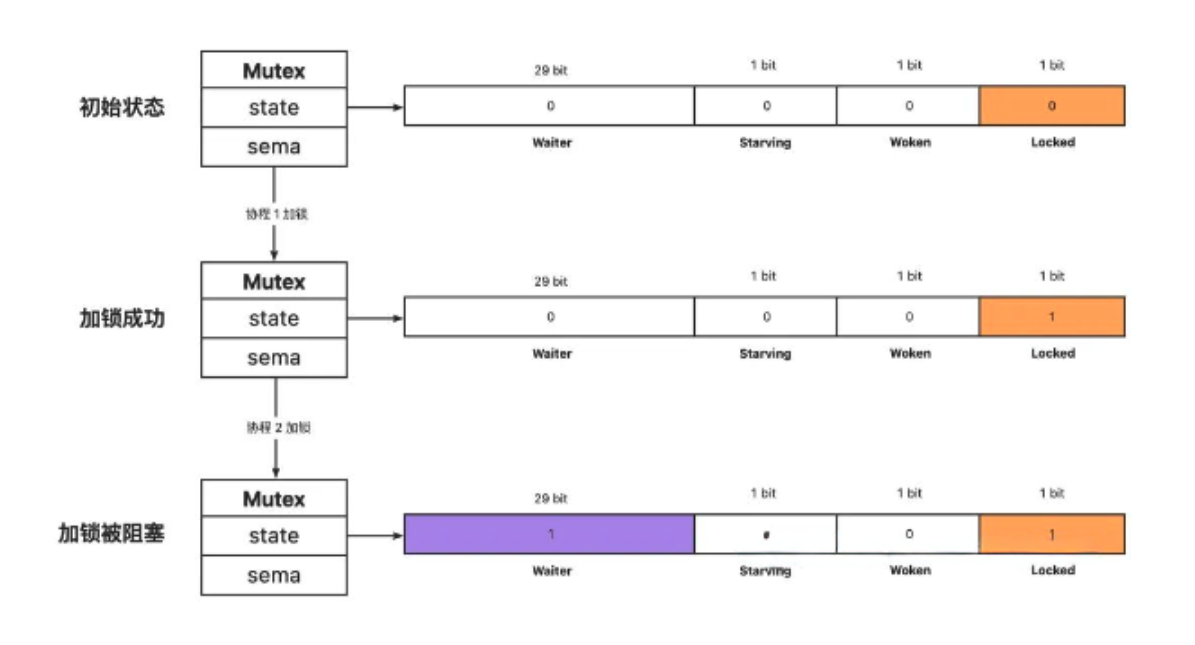 29 bit 1 bit 1 bit 1 bit
Mutex
初始状态 state 0 0 0 0
sema Waiter Starving Woken Locked
协程 1 加锁
29 bit 1 bit 1 bit 1 bit
Mutex
加锁成功 state 0 0 0 1
sema Waiter Starving Woken Locked
协程 2 加锁
29 bit 1 bit 1 bit 1 bit
Mutex
加锁被阻塞 state 1 0 1
sema Waiter Starving Woken Locked